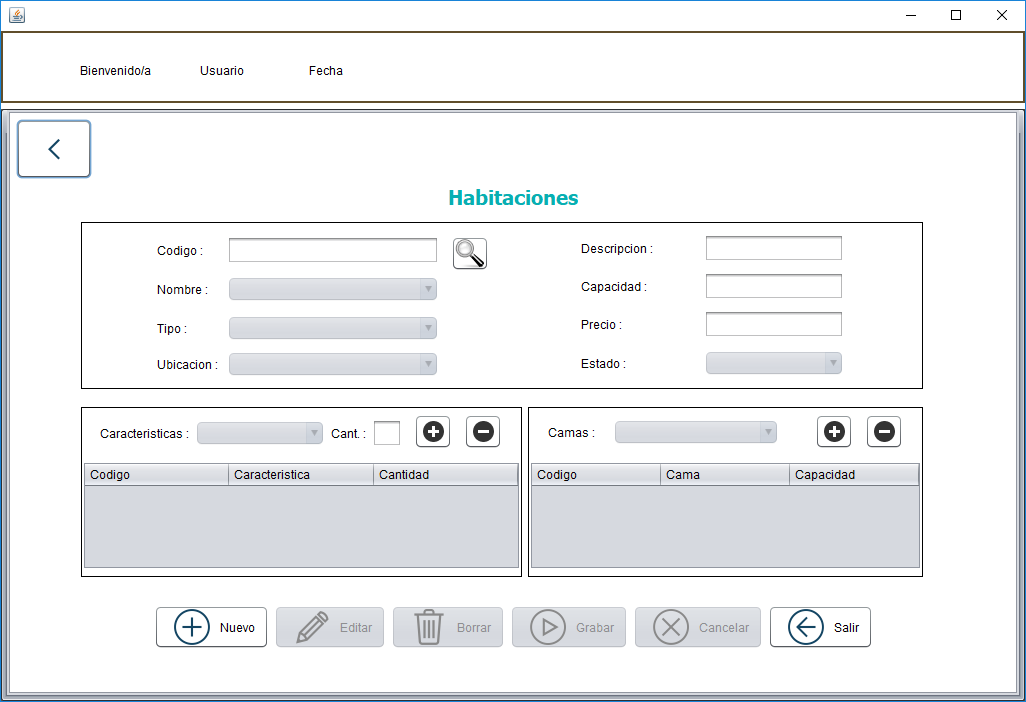 Bienvenido/a Usuario Fecha
Habitaciones
Codigo :
Nombre :
Tipo :
Ubicacion :
Descripcion :
Capacidad :
Precio :
Estado :
Caracteristicas : Cant. :
Codigo Caracteristica Cantidad
Camas :
Codigo Cama Capacidad
Nuevo Editar Borrar Grabar Cancelar Salir